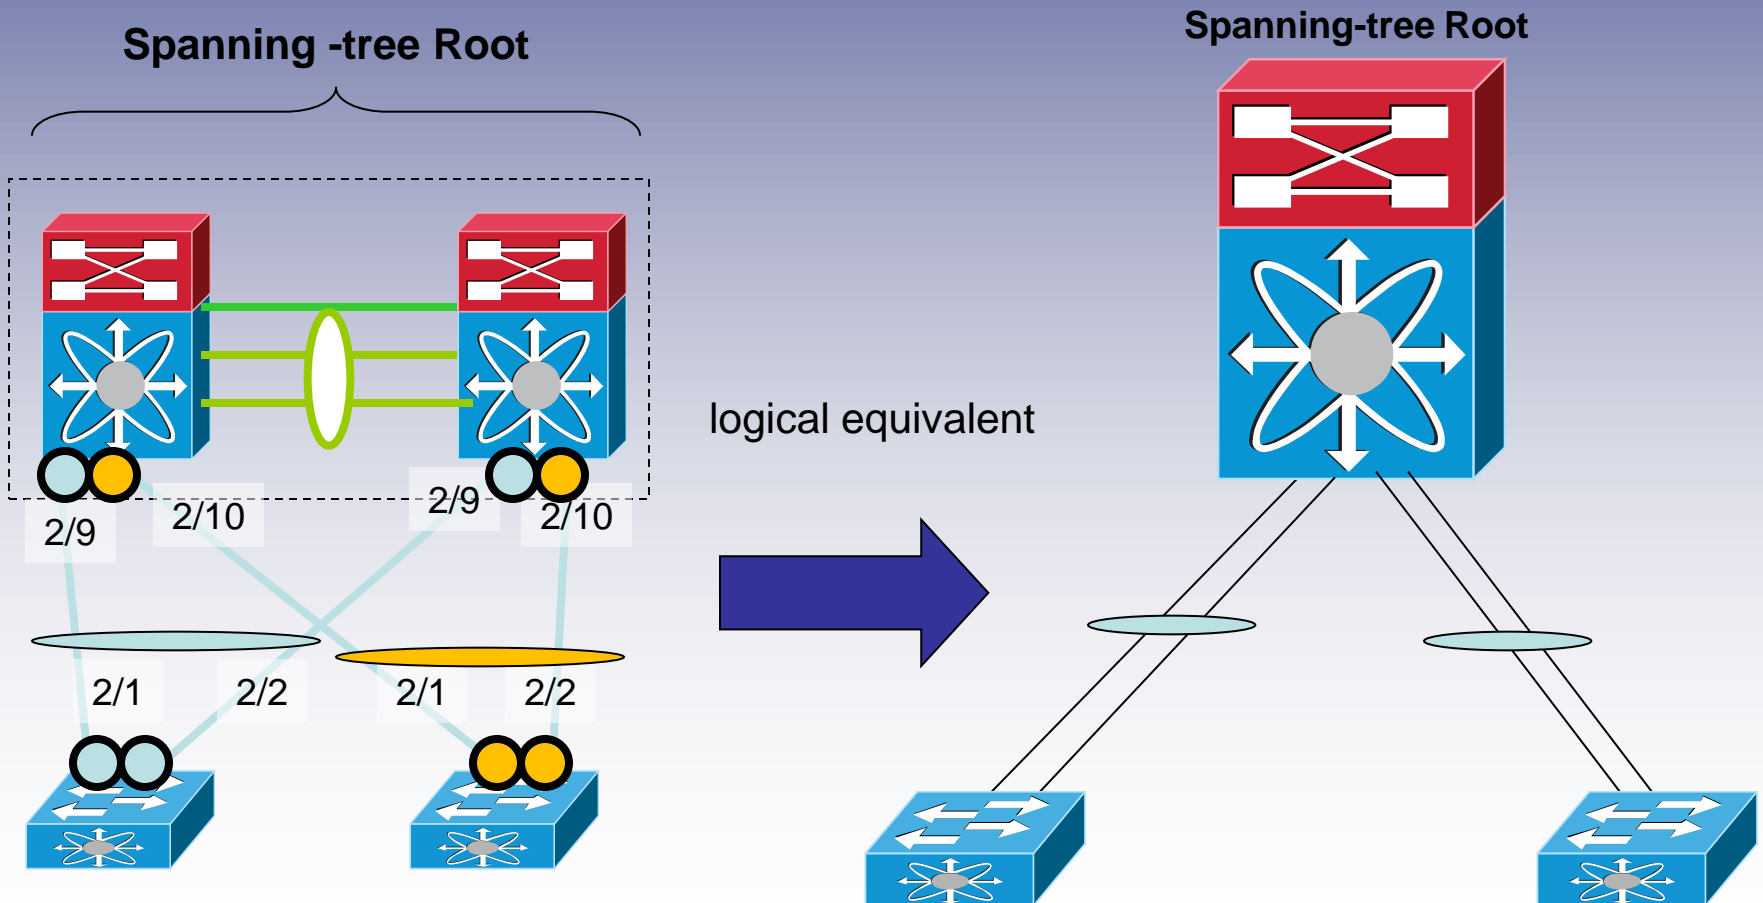 Spanning -tree Root
Spanning-tree Root
logical equivalent
2/9
2/10
2/9
2/10
2/1
2/2
2/1
2/2